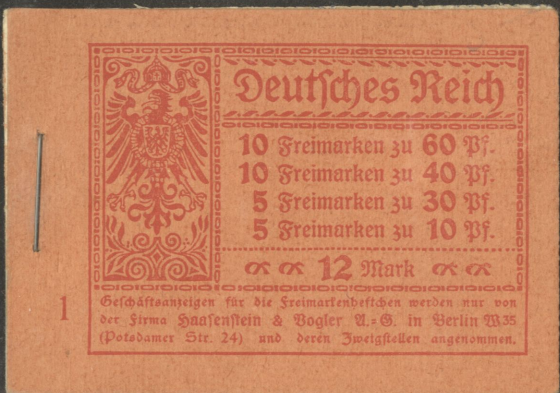 Deutsches Reich
10 Freimarken zu 60 Pf.
10 Freimarken zu 40 Pf.
5 Freimarken zu 30 Pf.
5 Freimarken zu 10 Pf.
12 Mark
1
Geschäftsanzeigen für die Freimarkenheftchen werden nur von
der Firma Haasenstein & Vogler A.=G. in Berlin W35
(Potsdamer Str. 24) und deren Zweigstellen angenommen.